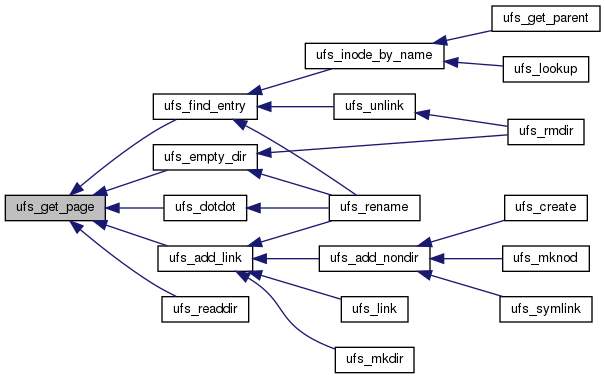 ufs_get_parent
ufs_inode_by_name
ufs_lookup
ufs_find_entry
ufs_unlink
ufs_rmdir
ufs_empty_dir
ufs_get_page
ufs_dotdot
ufs_rename
ufs_create
ufs_add_link
ufs_add_nondir
ufs_mknod
ufs_readdir
ufs_link
ufs_symlink
ufs_mkdir